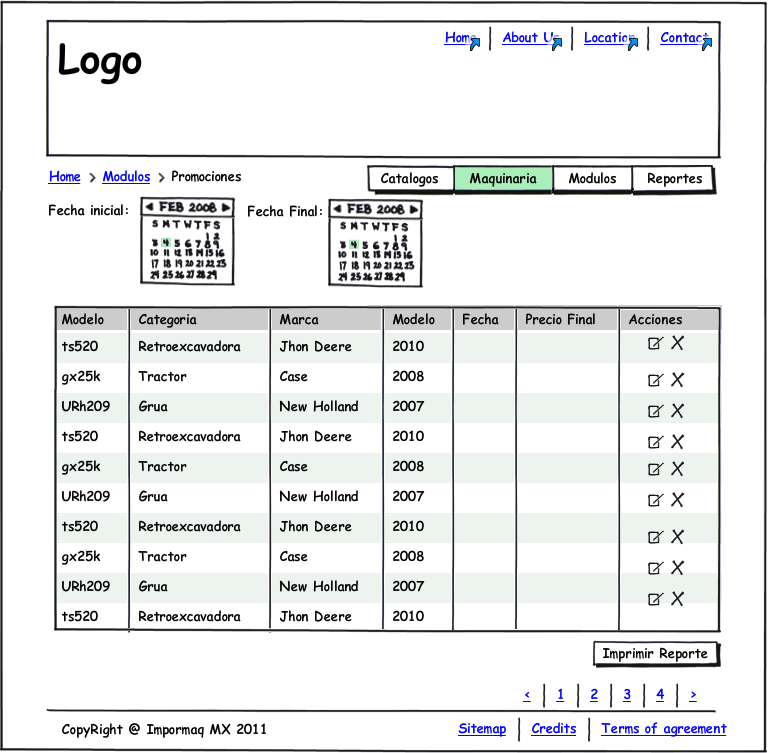 Home | About Us | Location | Contact
Logo
Home > Modulos > Promociones
Catalogos Maquinaria Modulos Reportes
Fecha inicial: ◀ FEB 2008 ▶ Fecha Final: ◀ FEB 2008 ▶
S M T W T F S S M T W T F S
1 2 1 2
3 4 5 6 7 8 9 3 4 5 6 7 8 9
10 11 12 13 14 15 16 10 11 12 13 14 15 16
17 18 19 20 21 22 23 17 18 19 20 21 22 23
24 25 26 27 28 29 24 25 26 27 28 29
Modelo Categoria Marca Modelo Fecha Precio Final Acciones
ts520 Retroexcavadora Jhon Deere 2010
gx25k Tractor Case 2008
URh209 Grua New Holland 2007
ts520 Retroexcavadora Jhon Deere 2010
gx25k Tractor Case 2008
URh209 Grua New Holland 2007
ts520 Retroexcavadora Jhon Deere 2010
gx25k Tractor Case 2008
URh209 Grua New Holland 2007
ts520 Retroexcavadora Jhon Deere 2010
Imprimir Reporte
< | 1 | 2 | 3 | 4 | >
CopyRight @ Impormaq MX 2011
Sitemap | Credits | Terms of agreement